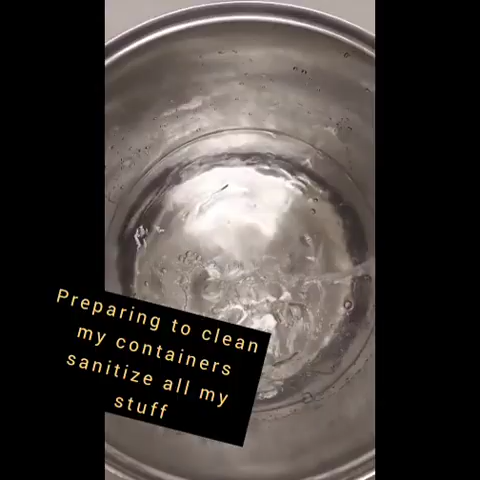 Preparing to clean
my containers
sanitize all my
stuff